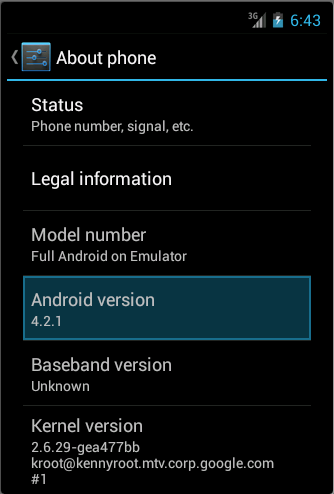 3G 6:43
About phone
Status
Phone number, signal, etc.
Legal information
Model number
Full Android on Emulator
Android version
4.2.1
Baseband version
Unknown
Kernel version
2.6.29-gea477bb
kroot@kennyroot.mtv.corp.google.com
#1